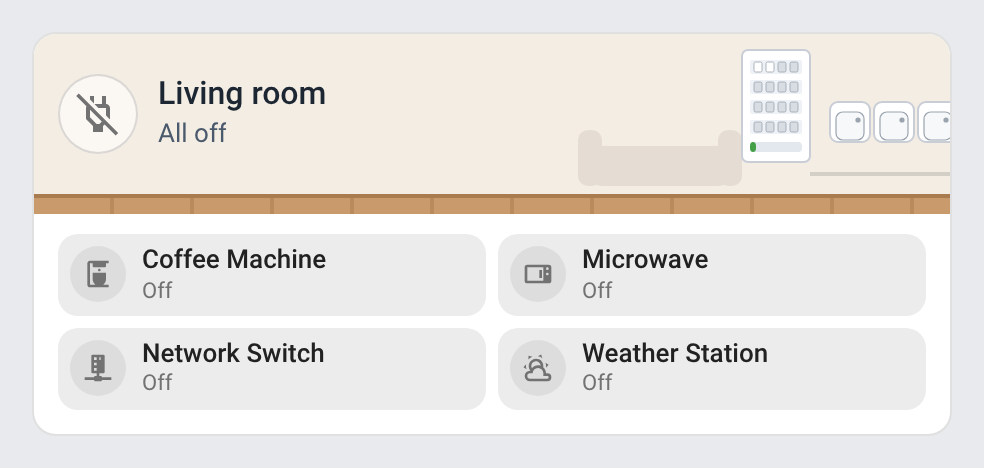 Living room
All off
Coffee Machine
Off
Microwave
Off
Network Switch
Off
Weather Station
Off